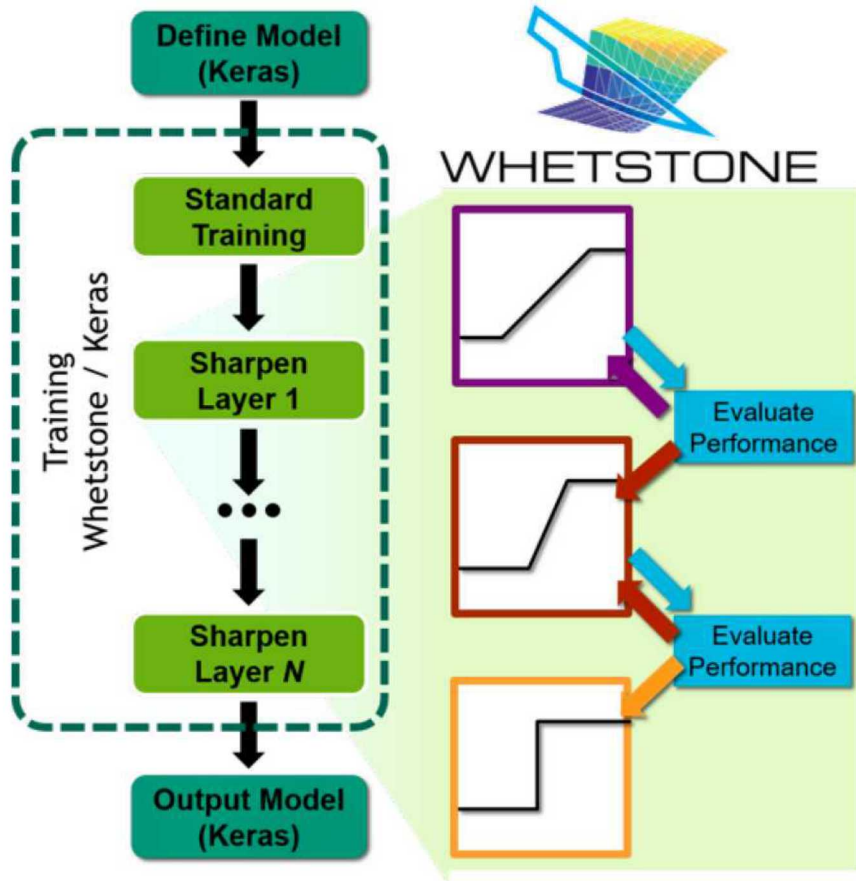 Define Model
(Keras)
WHETSTONE
Standard
Training
Training
Whetstone / Keras
Sharpen
Layer 1
•••
Sharpen
Layer N
Output Model
(Keras)
Evaluate
Performance
Evaluate
Performance